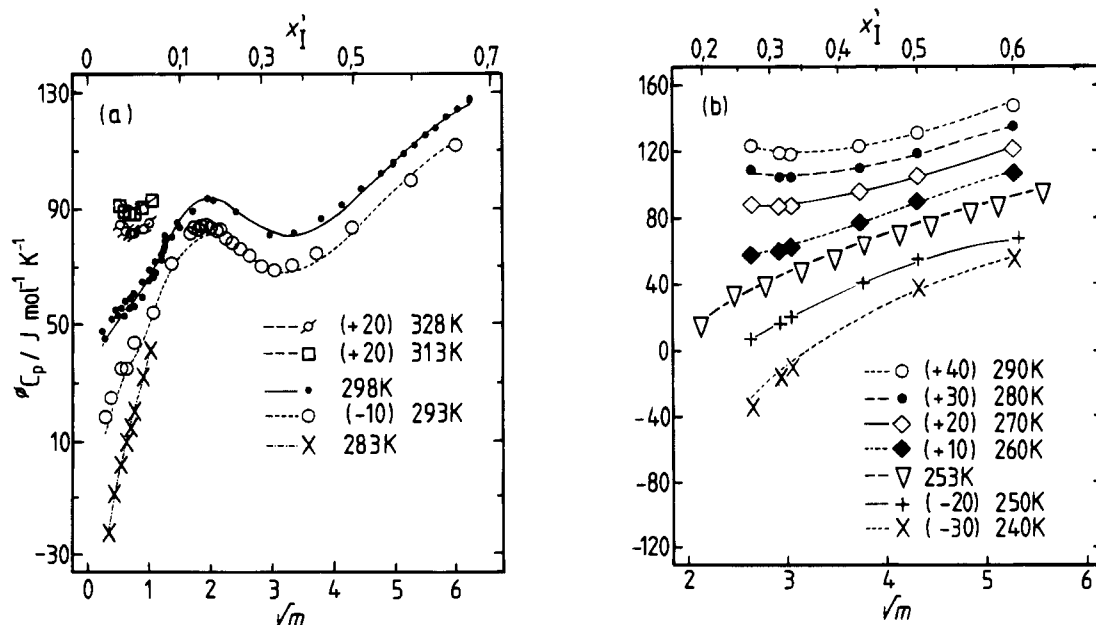 x'I
0 0,1 0,2 0,3 0,5 0,7
130
90
50
10
-30
(a)
øCp / J mol⁻¹ K⁻¹
(+20) 328K
(+20) 313K
298K
(-10) 293K
283K
0 1 2 3 4 5 6
√m
x'I
0,2 0,3 0,4 0,5 0,6
160
120
80
40
0
-40
-80
-120
(b)
(+40) 290K
(+30) 280K
(+20) 270K
(+10) 260K
253K
(-20) 250K
(-30) 240K
2 3 4 5 6
√m